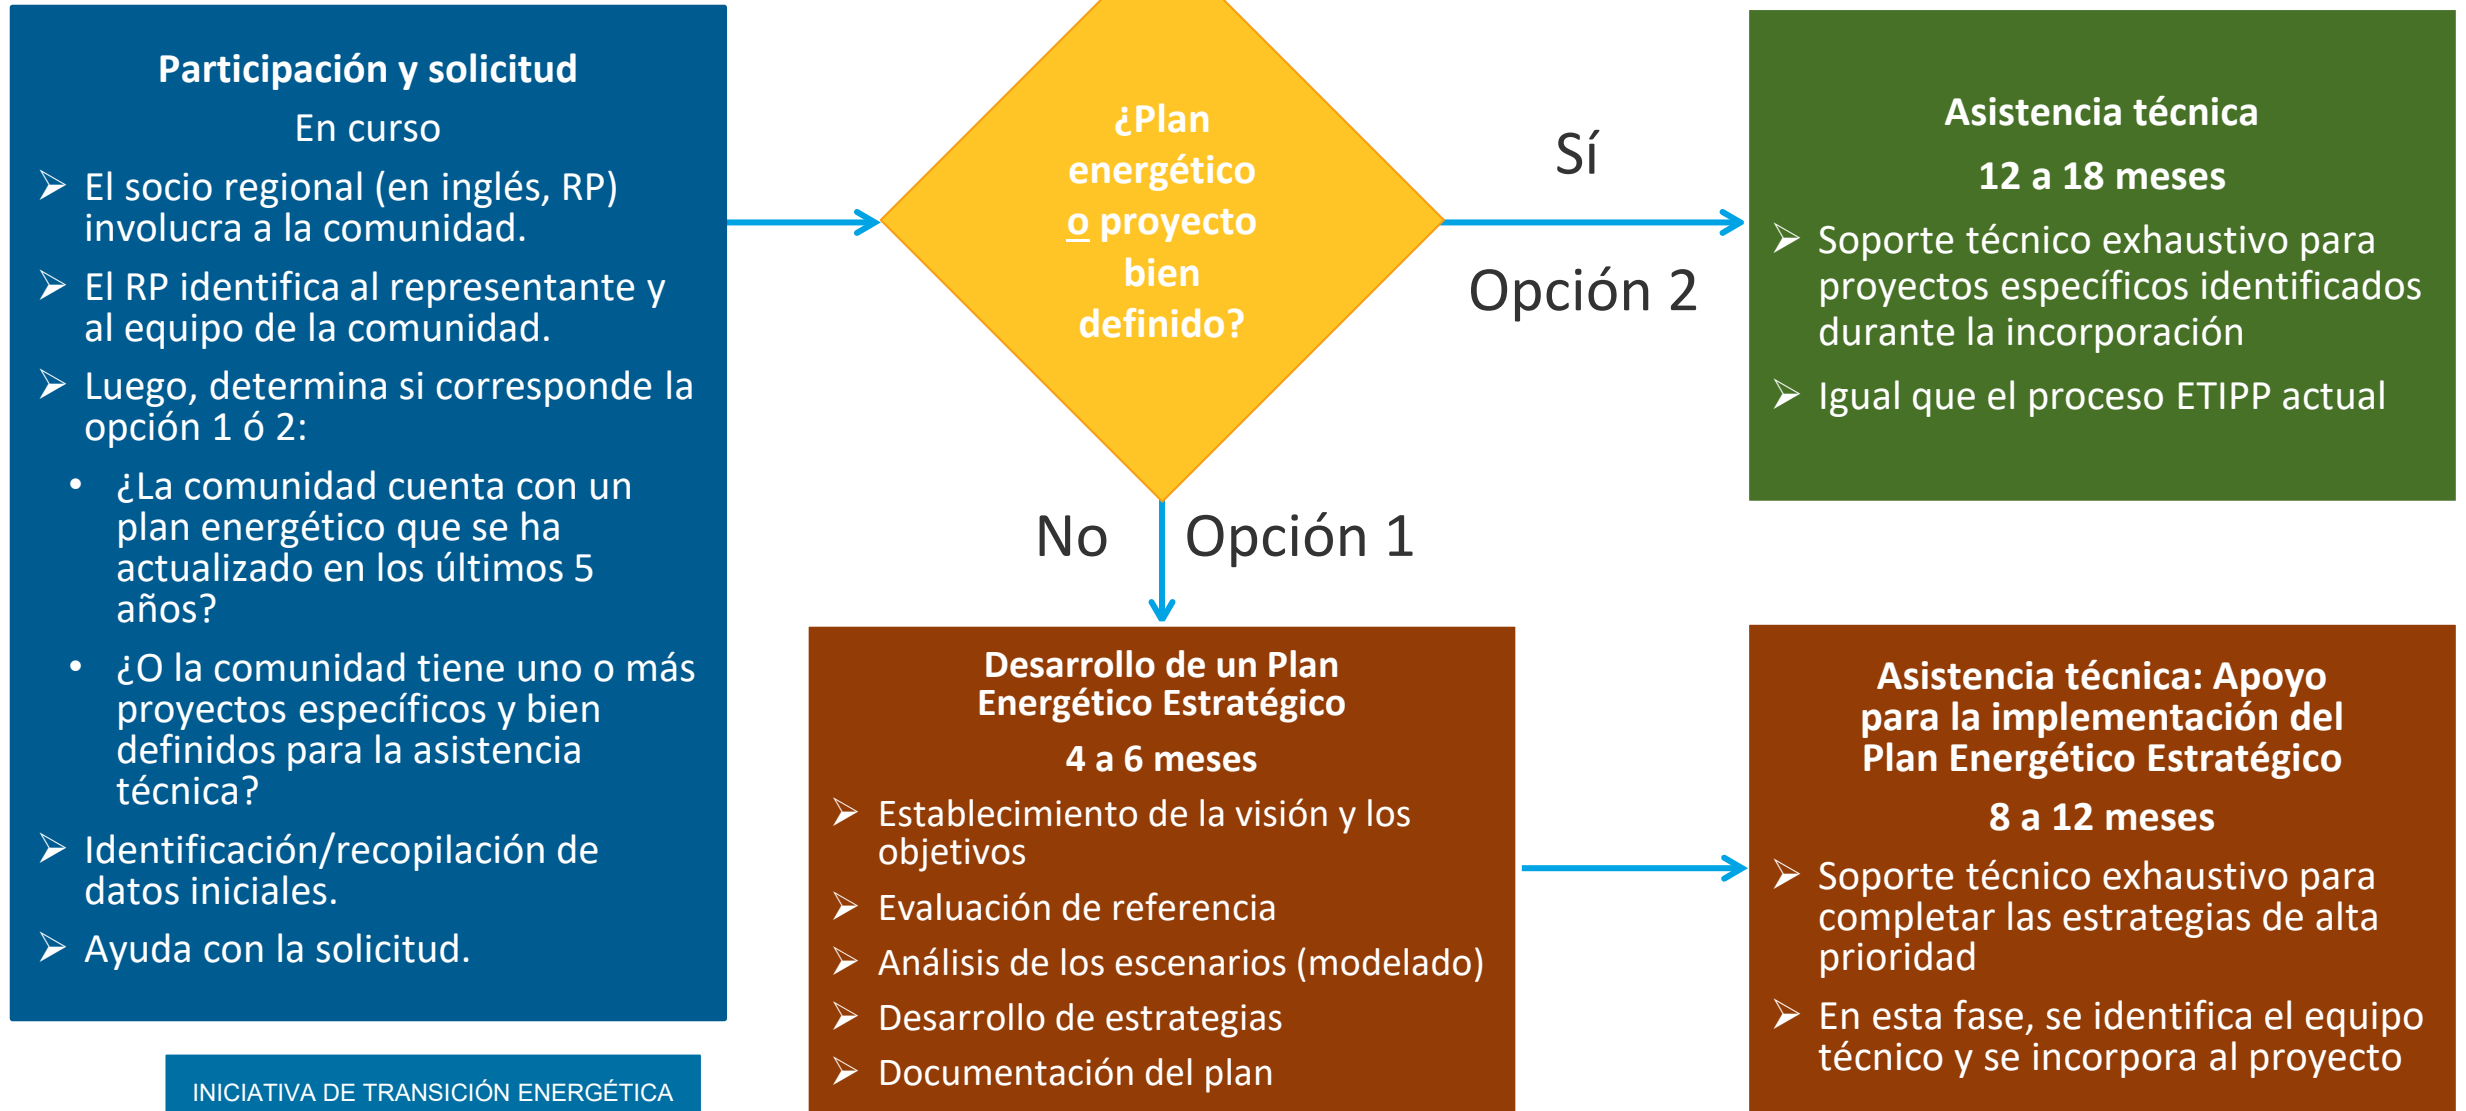 Participación y solicitud
En curso
➢ El socio regional (en inglés, RP)
involucra a la comunidad.
➢ El RP identifica al representante y
al equipo de la comunidad.
➢ Luego, determina si corresponde la
opción 1 ó 2:
• ¿La comunidad cuenta con un
plan energético que se ha
actualizado en los últimos 5
años?
• ¿O la comunidad tiene uno o más
proyectos específicos y bien
definidos para la asistencia
técnica?
➢ Identificación/recopilación de
datos iniciales.
➢ Ayuda con la solicitud.
¿Plan
energético
o proyecto
bien
definido?
Sí
Opción 2
Asistencia técnica
12 a 18 meses
➢ Soporte técnico exhaustivo para
proyectos específicos identificados
durante la incorporación
➢ Igual que el proceso ETIPP actual
No
Opción 1
Desarrollo de un Plan
Energético Estratégico
4 a 6 meses
➢ Establecimiento de la visión y los
objetivos
➢ Evaluación de referencia
➢ Análisis de los escenarios (modelado)
➢ Desarrollo de estrategias
➢ Documentación del plan
Asistencia técnica: Apoyo
para la implementación del
Plan Energético Estratégico
8 a 12 meses
➢ Soporte técnico exhaustivo para
completar las estrategias de alta
prioridad
➢ En esta fase, se identifica el equipo
técnico y se incorpora al proyecto
INICIATIVA DE TRANSICIÓN ENERGÉTICA